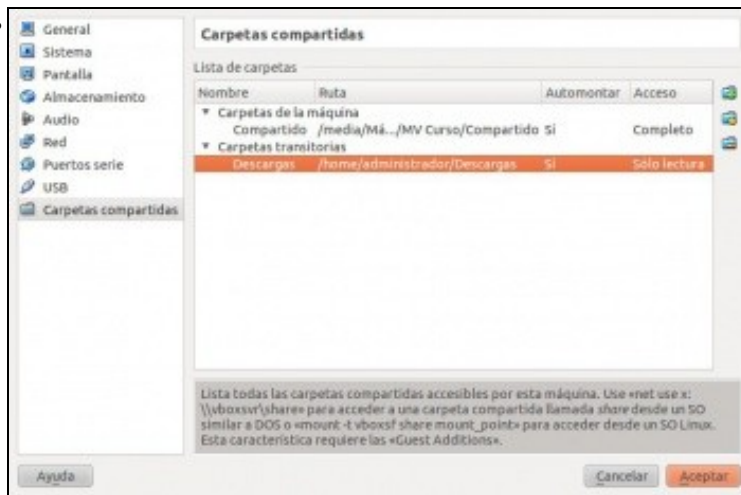 General
Sistema
Pantalla
Almacenamiento
Audio
Red
Puertos serie
USB
Carpetas compartidas
Carpetas compartidas
Lista de carpetas
Nombre Ruta Automontar Acceso
Carpetas de la máquina
Compartido /media/Má.../MV Curso/Compartido Sí Completo
Carpetas transitorias
Descargas /home/administrador/Descargas Sí Sólo lectura
Lista todas las carpetas compartidas accesibles por esta máquina. Use «net use x:
\\vboxsvr\share» para acceder a una carpeta compartida llamada share desde un SO
similar a DOS o «mount -t vboxsf share mount_point» para acceder desde un SO Linux.
Esta característica requiere las «Guest Additions».
Ayuda
Cancelar
Aceptar